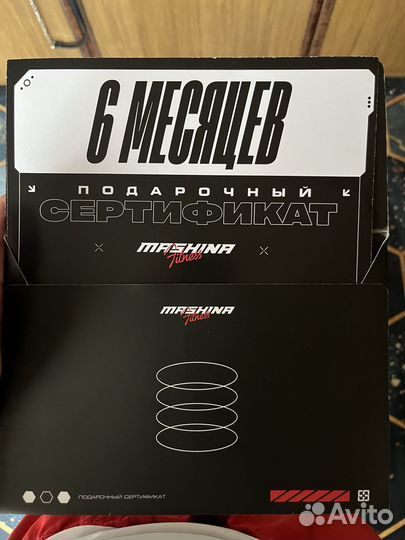 6 МЕСЯЦЕВ
ПОДАРОЧНЫЙ
СЕРТИФИКАТ
MASHINA
Fitness
MASHINA
Fitness
ПОДАРОЧНЫЙ СЕРТИФИКАТ
Avito